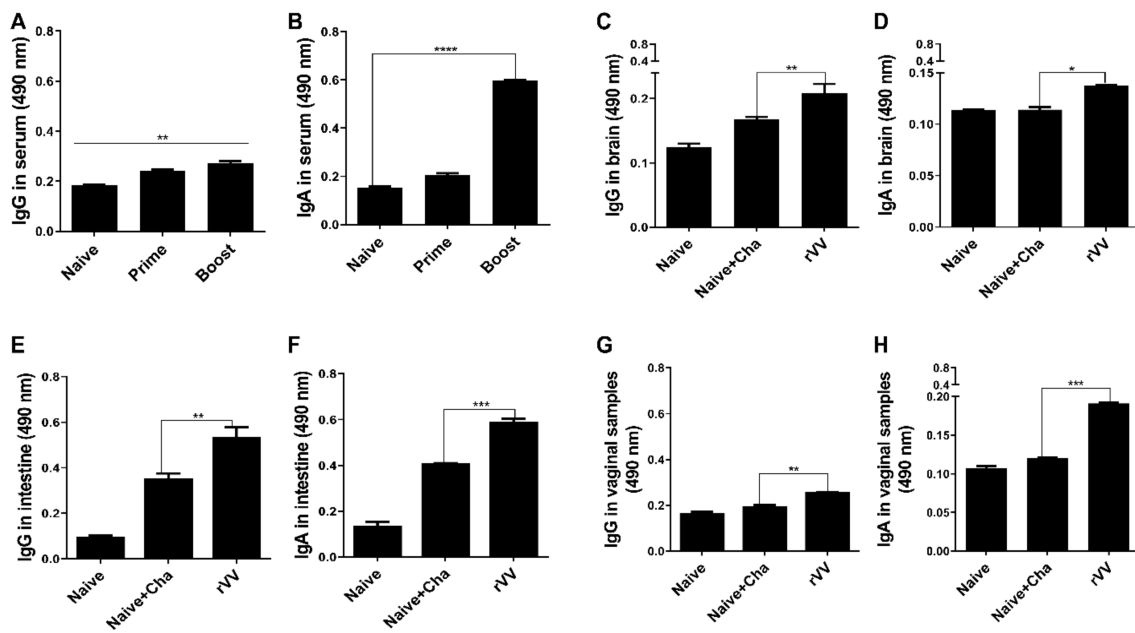 A
IgG in serum (490 nm)
0.8
0.6
0.4
0.2
0.0
**
Naive
Prime
Boost
B
IgA in serum (490 nm)
0.8
0.6
0.4
0.2
0.0
****
Naive
Prime
Boost
C
IgG in brain (490 nm)
0.8
0.4
0.2
0.1
0.0
**
Naive
Naive+Cha
rVV
D
IgA in brain (490 nm)
0.8
0.4
0.15
0.10
0.05
0.00
*
Naive
Naive+Cha
rVV
E
IgG in intestine (490 nm)
0.8
0.6
0.4
0.2
0.0
**
Naive
Naive+Cha
rVV
F
IgA in intestine (490 nm)
0.8
0.6
0.4
0.2
0.0
***
Naive
Naive+Cha
rVV
G
IgG in vaginal samples
(490 nm)
0.8
0.6
0.4
0.2
0.0
**
Naive
Naive+Cha
rVV
H
IgA in vaginal samples
(490 nm)
0.8
0.4
0.20
0.15
0.10
0.05
0.00
***
Naive
Naive+Cha
rVV